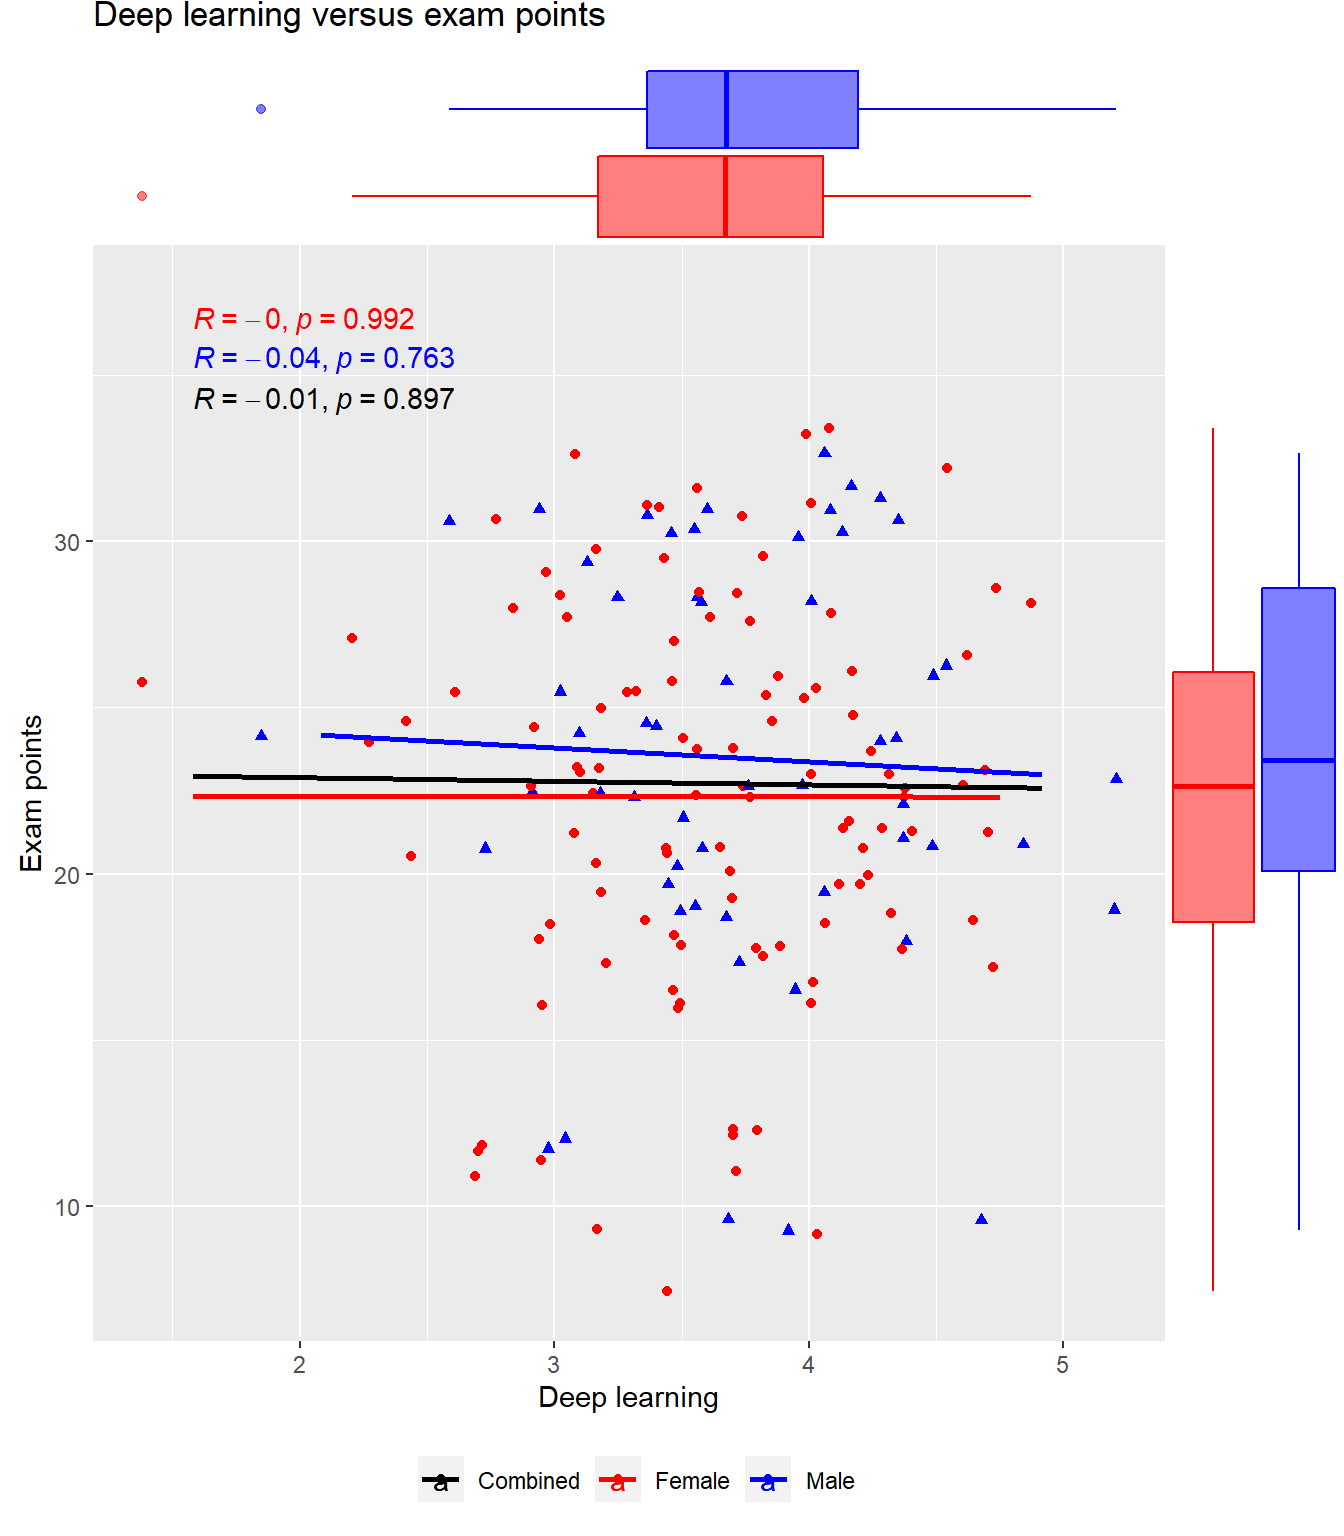 Deep learning versus exam points
R = −0, p = 0.992
R = −0.04, p = 0.763
R = −0.01, p = 0.897
30
20
10
Exam points
2 3 4 5
Deep learning
a Combined a Female a Male